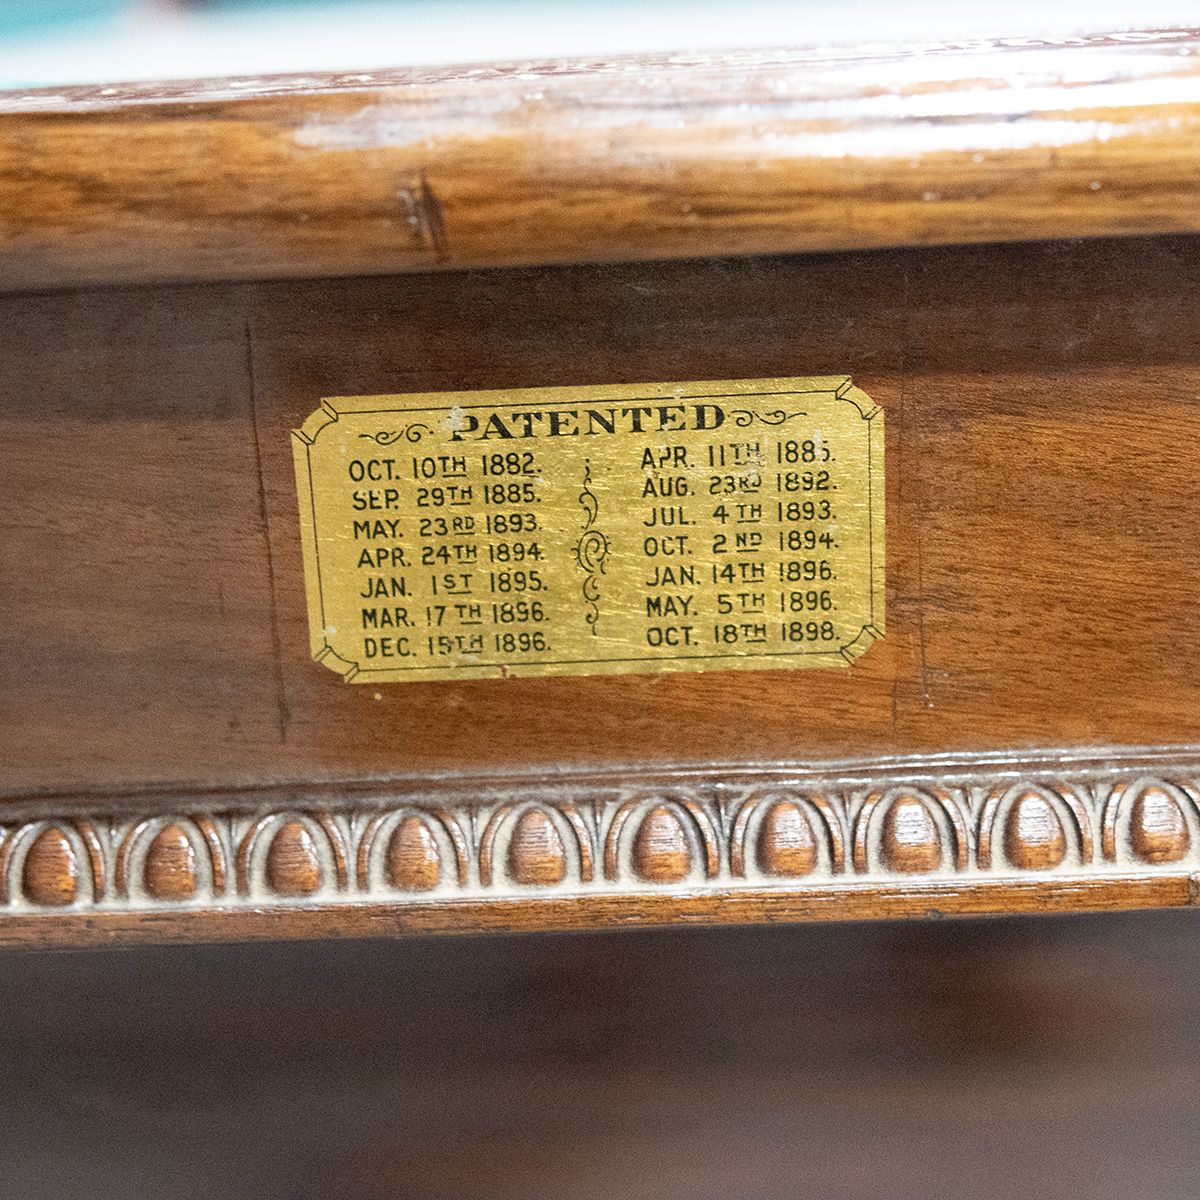 PATENTED
OCT. 10TH 1882.
SEP. 29TH 1885.
MAY. 23RD 1893.
APR. 24TH 1894.
JAN. 1ST 1895.
MAR. 17TH 1896.
DEC. 15TH 1896.
APR. 11TH 1885.
AUG. 23RD 1892.
JUL. 4TH 1893.
OCT. 2ND 1894.
JAN. 14TH 1896.
MAY. 5TH 1896.
OCT. 18TH 1898.